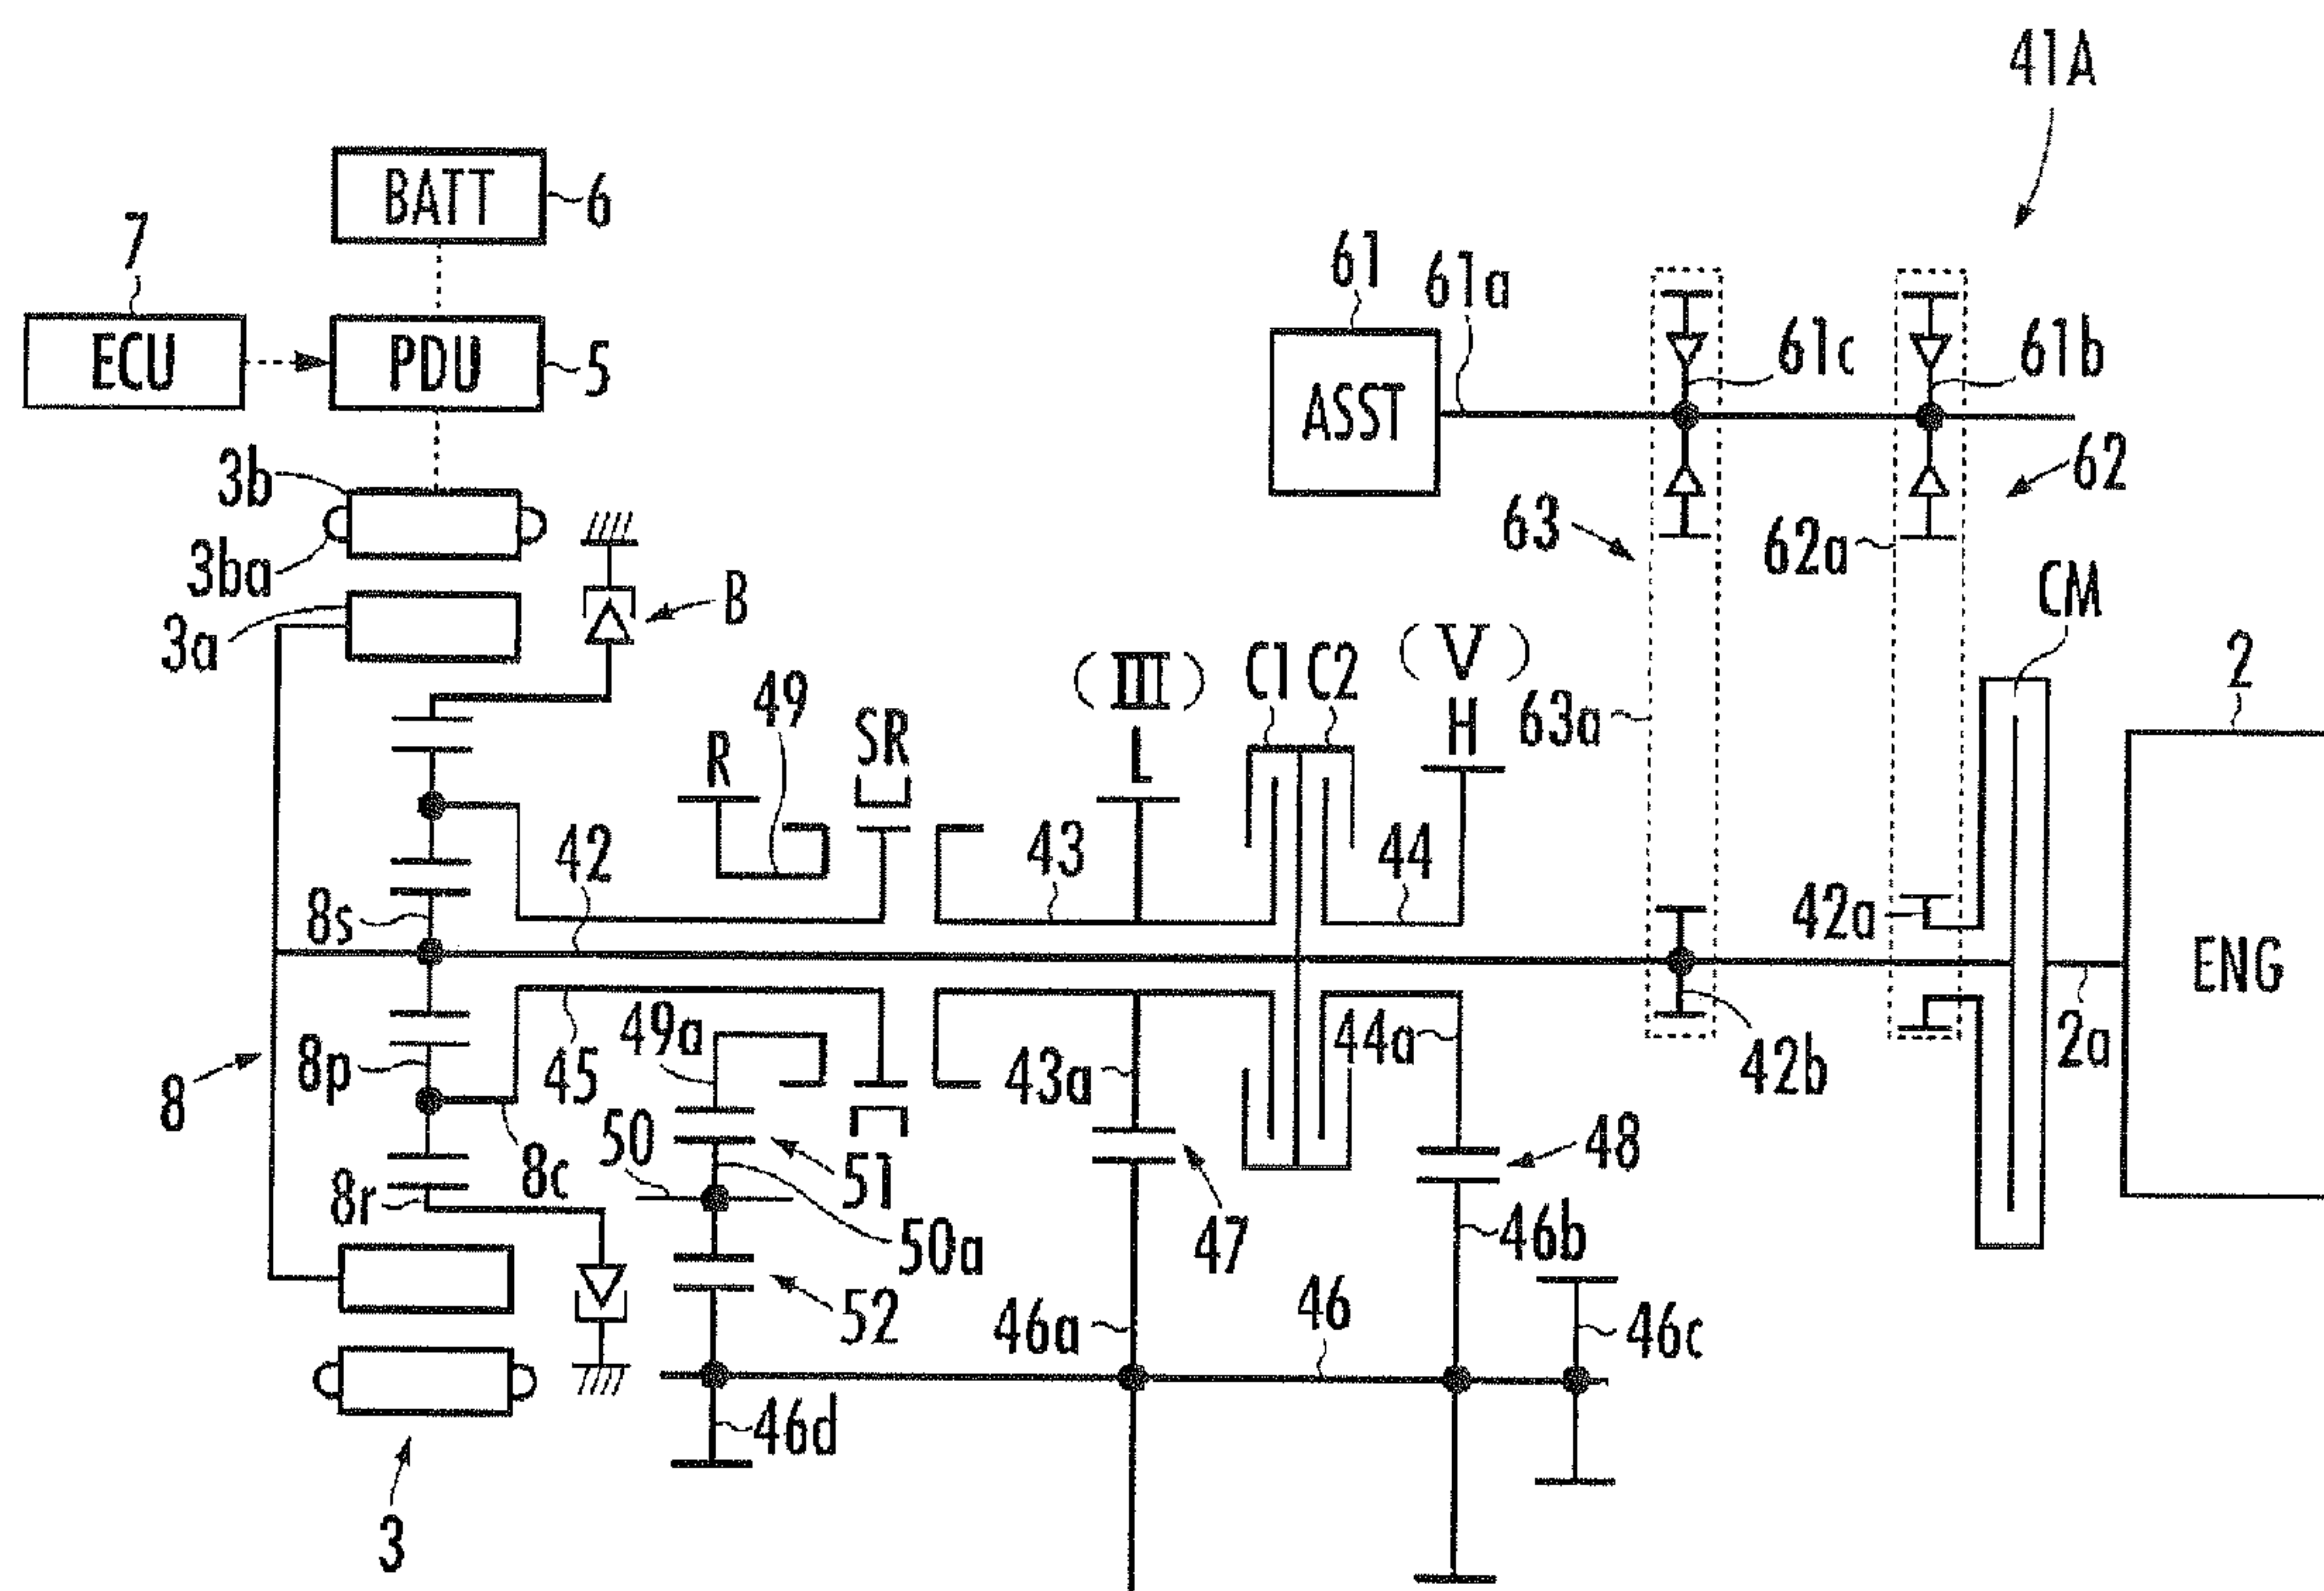 41A
BATT
6
7
61
61a
ECU
PDU
5
61c
61b
ASST
3b
62
63
62a
3ba
B
CM
3a
(III)
C1
C2
(V)
2
49
R
SR
L
H
63a
42
43
44
8s
42a
ENG
49a
44a
8p
45
43a
42b
2a
8
50
48
8c
51
8r
50a
47
46b
52
46a
46
46c
46d
3